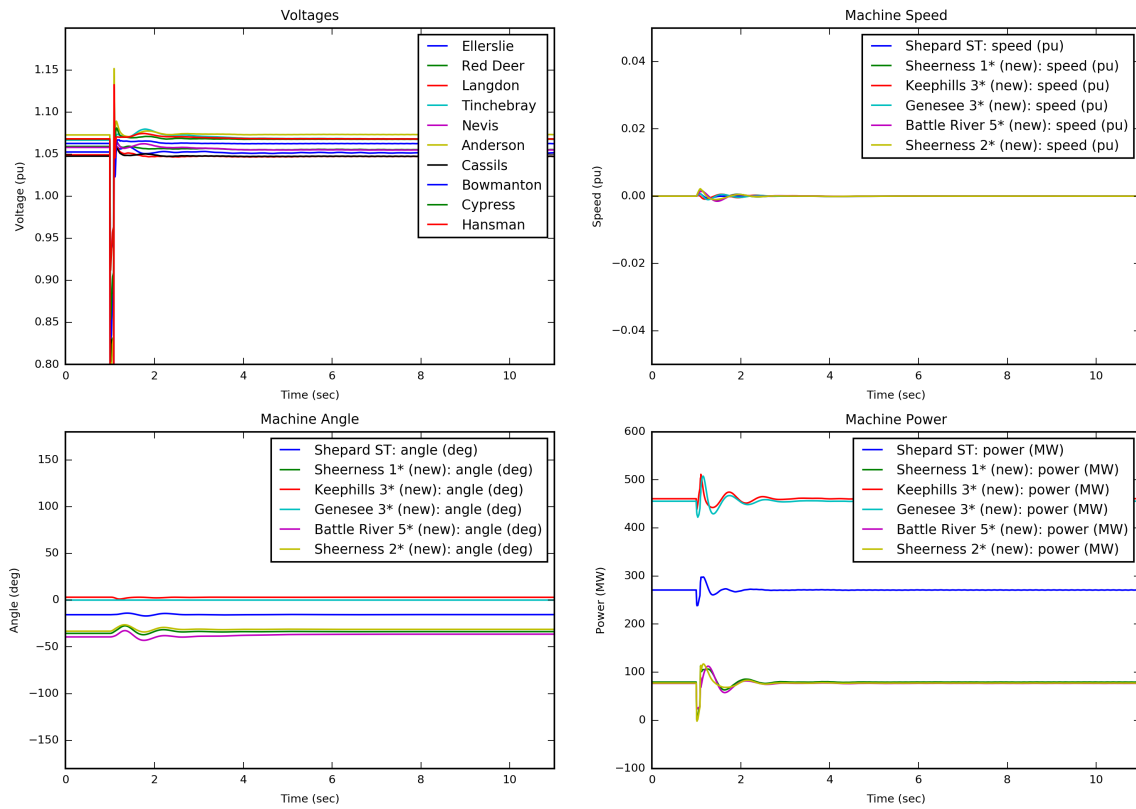 Voltages
Voltage (pu)
1.15
1.10
1.05
1.00
0.95
0.90
0.85
0.80
Ellerslie
Red Deer
Langdon
Tinchebray
Nevis
Anderson
Cassils
Bowmanton
Cypress
Hansman
0 2 4 6 8 10
Time (sec)
Machine Speed
Speed (pu)
0.04
0.02
0.00
−0.02
−0.04
Shepard ST: speed (pu)
Sheerness 1* (new): speed (pu)
Keephills 3* (new): speed (pu)
Genesee 3* (new): speed (pu)
Battle River 5* (new): speed (pu)
Sheerness 2* (new): speed (pu)
0 2 4 6 8 10
Time (sec)
Machine Angle
Angle (deg)
150
100
50
0
−50
−100
−150
Shepard ST: angle (deg)
Sheerness 1* (new): angle (deg)
Keephills 3* (new): angle (deg)
Genesee 3* (new): angle (deg)
Battle River 5* (new): angle (deg)
Sheerness 2* (new): angle (deg)
0 2 4 6 8 10
Time (sec)
Machine Power
Power (MW)
600
500
400
300
200
100
0
−100
Shepard ST: power (MW)
Sheerness 1* (new): power (MW)
Keephills 3* (new): power (MW)
Genesee 3* (new): power (MW)
Battle River 5* (new): power (MW)
Sheerness 2* (new): power (MW)
0 2 4 6 8 10
Time (sec)